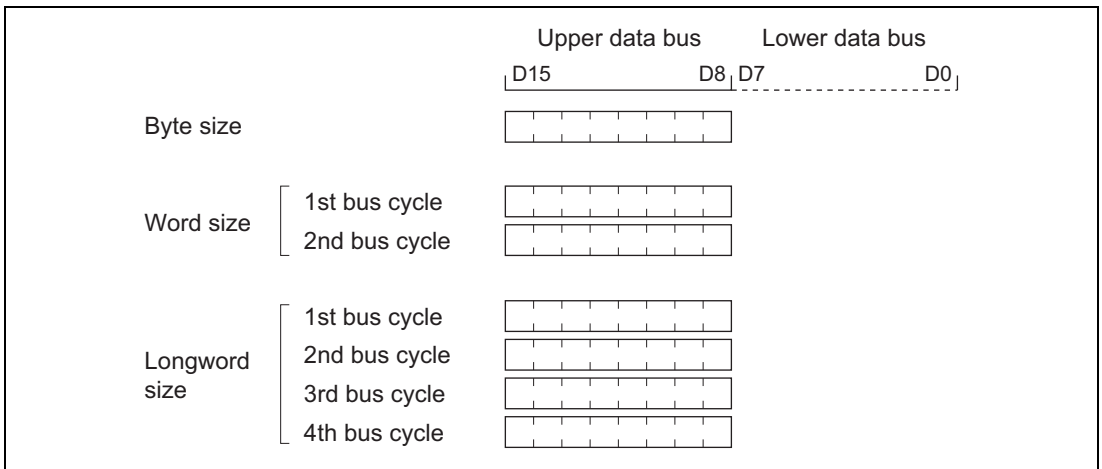 Upper data bus Lower data bus
D15 D8 D7 D0
Byte size
Word size
1st bus cycle
2nd bus cycle
Longword
size
1st bus cycle
2nd bus cycle
3rd bus cycle
4th bus cycle